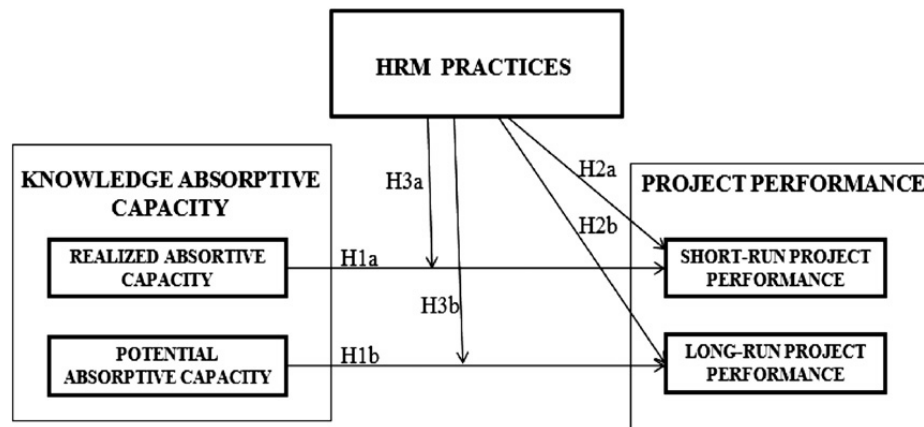 HRM PRACTICES
KNOWLEDGE ABSORPTIVE
CAPACITY
REALIZED ABSORTIVE
CAPACITY
POTENTIAL
ABSORPTIVE CAPACITY
H3a
H1a
H3b
H1b
H2a
H2b
PROJECT PERFORMANCE
SHORT-RUN PROJECT
PERFORMANCE
LONG-RUN PROJECT
PERFORMANCE